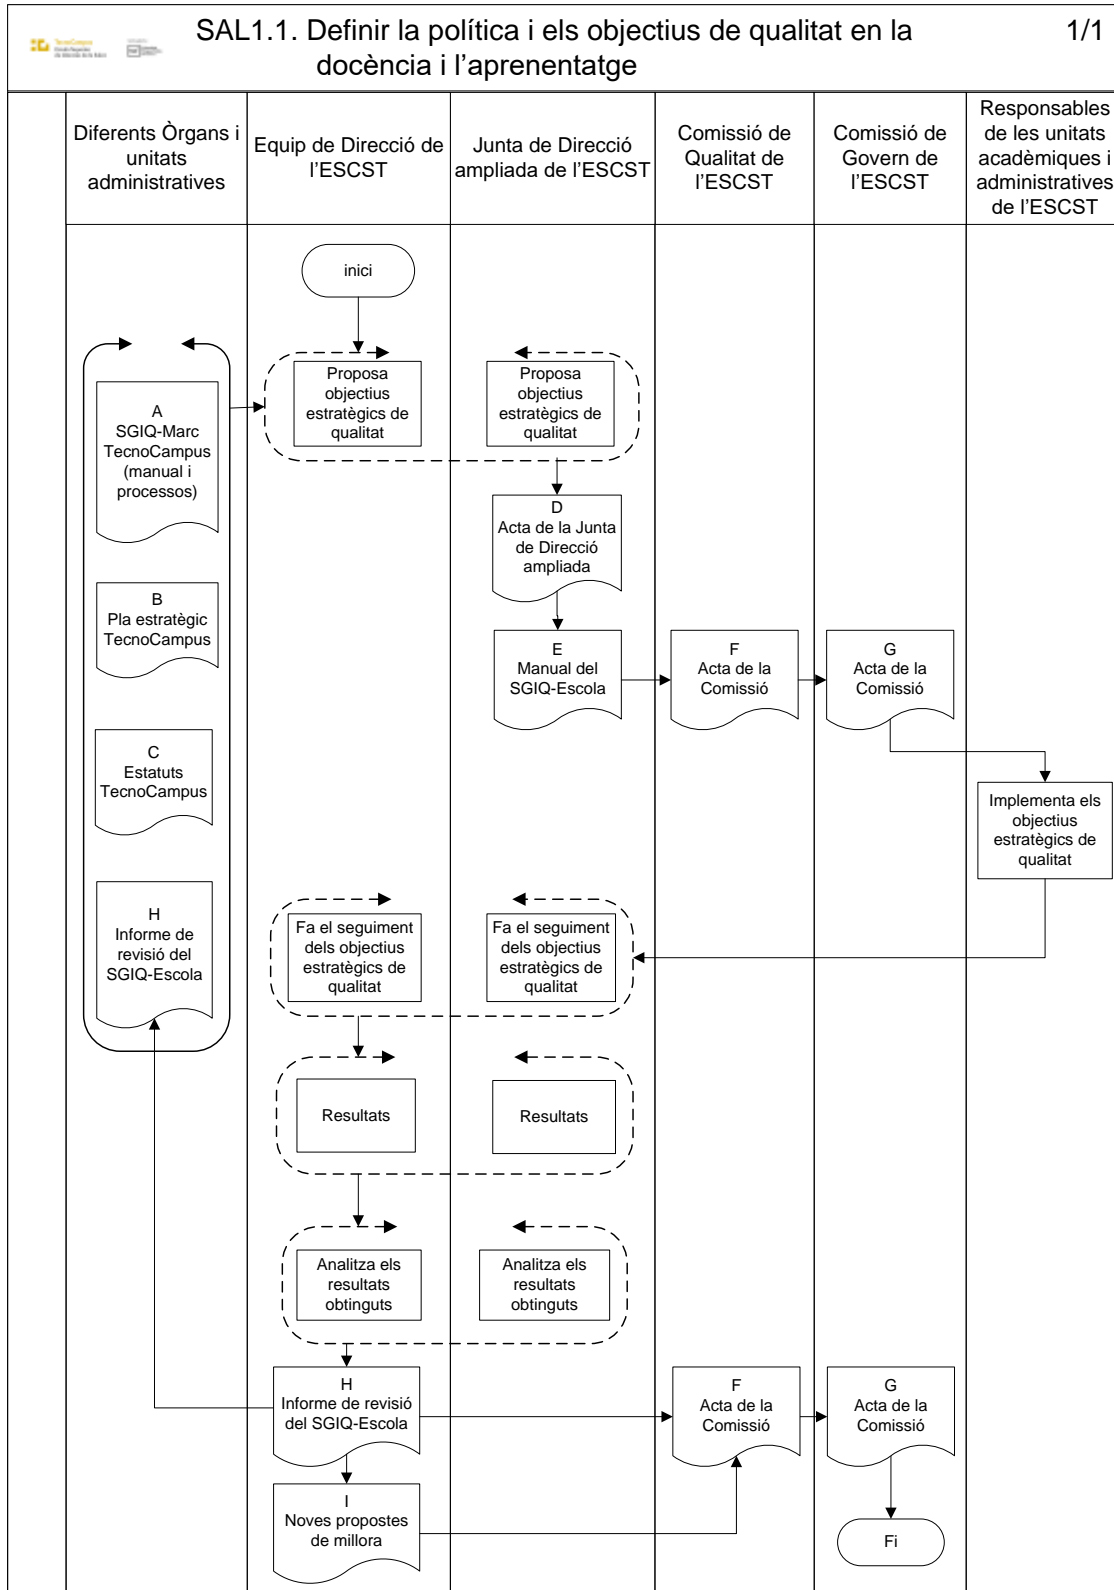 SAL1.1. Definir la política i els objectius de qualitat en la
docència i l'aprenentatge
1/1
Diferents Òrgans i
unitats
administratives
Equip de Direcció de
l'ESCST
Junta de Direcció
ampliada de l'ESCST
Comissió de
Qualitat de
l'ESCST
Comissió de
Govern de
l'ESCST
Responsables
de les unitats
acadèmiques i
administratives
de l'ESCST
inici
Proposa
objectius
estratègics de
qualitat
Proposa
objectius
estratègics de
qualitat
A
SGIQ-Marc
TecnoCampus
(manual i
processos)
D
Acta de la Junta
de Direcció
ampliada
B
Pla estratègic
TecnoCampus
E
Manual del
SGIQ-Escola
F
Acta de la
Comissió
G
Acta de la
Comissió
C
Estatuts
TecnoCampus
Implementa els
objectius
estratègics de
qualitat
H
Informe de
revisió del
SGIQ-Escola
Fa el seguiment
dels objectius
estratègics de
qualitat
Fa el seguiment
dels objectius
estratègics de
qualitat
Resultats
Resultats
Analitza els
resultats
obtinguts
Analitza els
resultats
obtinguts
H
Informe de revisió
del SGIQ-Escola
F
Acta de la
Comissió
G
Acta de la
Comissió
I
Noves propostes
de millora
Fi